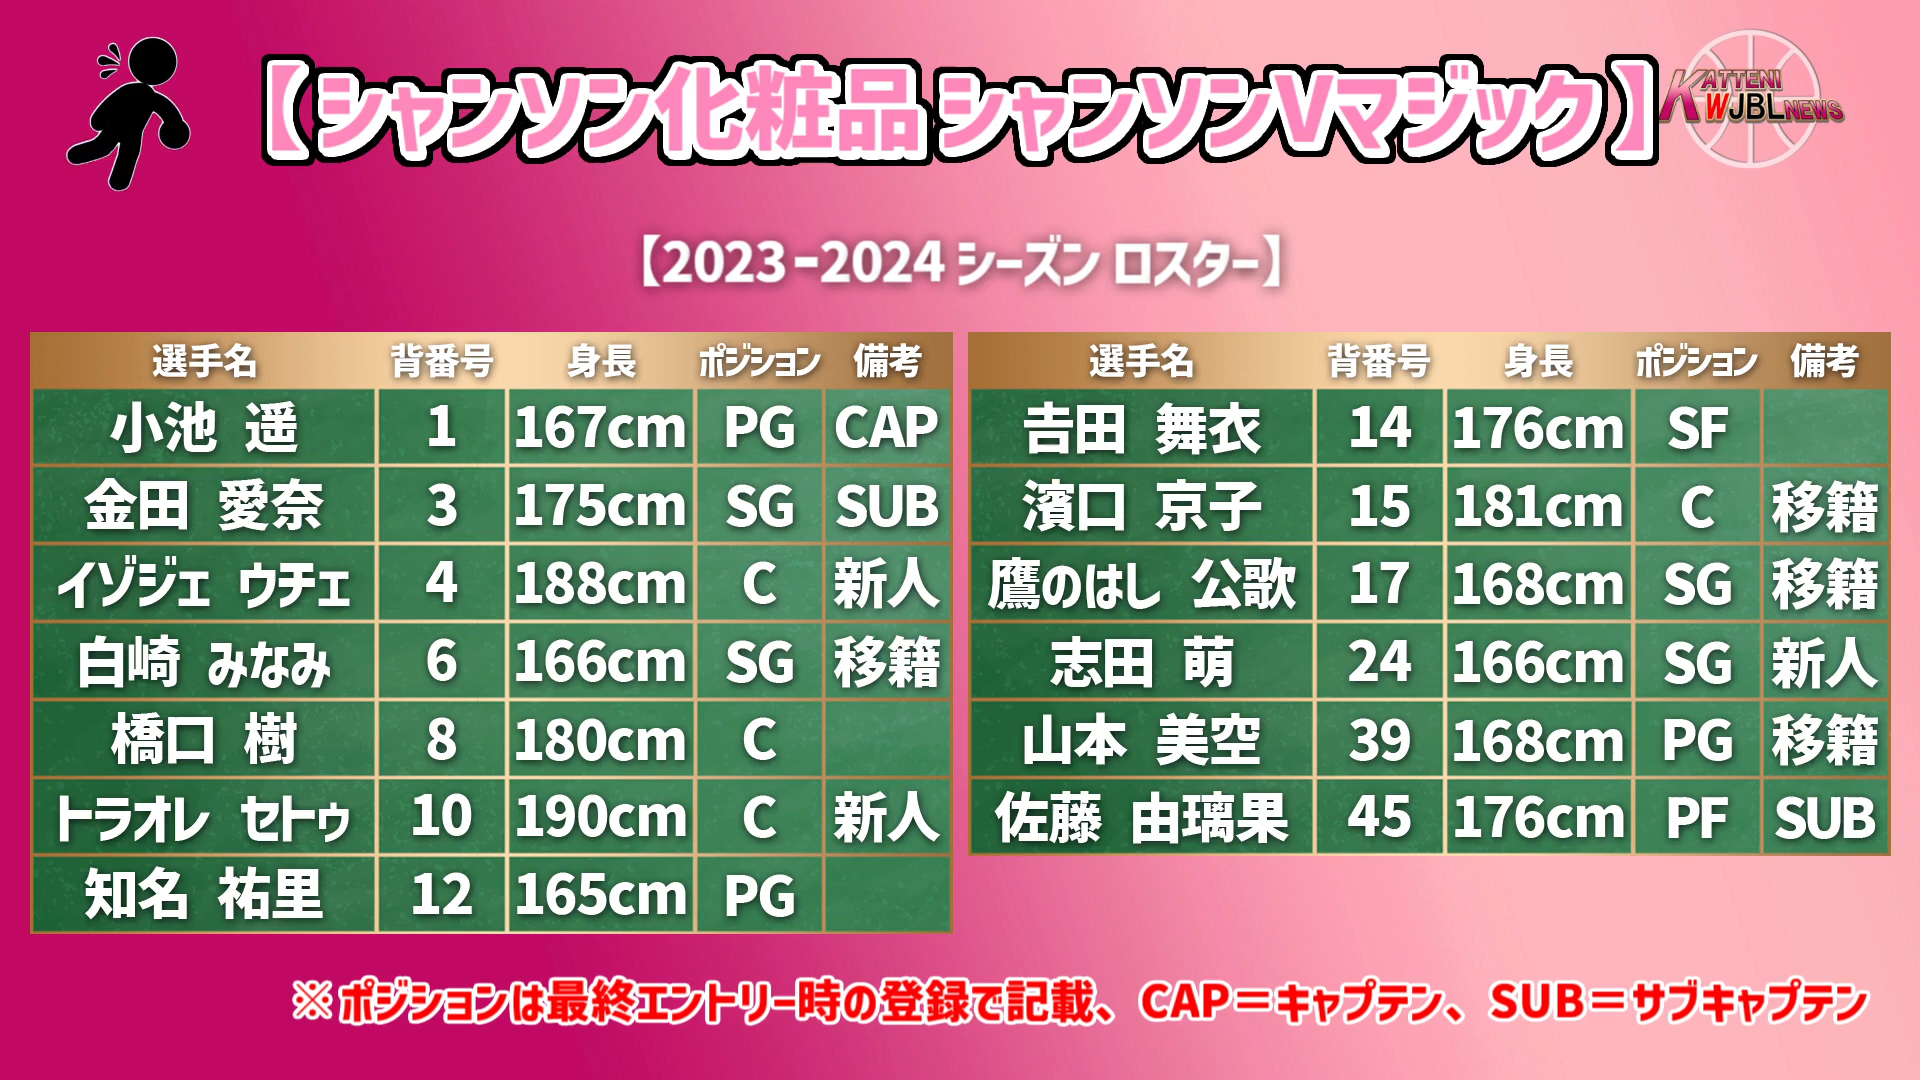 【シャンソン化粧品 シャンソンVマジック】
KATTENI
WJBL NEWS
【2023-2024 シーズン ロスター】
選手名 背番号 身長 ポジション 備考
小池 遥 1 167cm PG CAP
金田 愛奈 3 175cm SG SUB
イゾジェ ウチェ 4 188cm C 新人
白崎 みなみ 6 166cm SG 移籍
橋口 樹 8 180cm C
トラオレ セトゥ 10 190cm C 新人
知名 祐里 12 165cm PG
選手名 背番号 身長 ポジション 備考
𠮷田 舞衣 14 176cm SF
濱口 京子 15 181cm C 移籍
鷹のはし 公歌 17 168cm SG 移籍
志田 萌 24 166cm SG 新人
山本 美空 39 168cm PG 移籍
佐藤 由璃果 45 176cm PF SUB
※ポジションは最終エントリー時の登録で記載、CAP＝キャプテン、SUB＝サブキャプテン